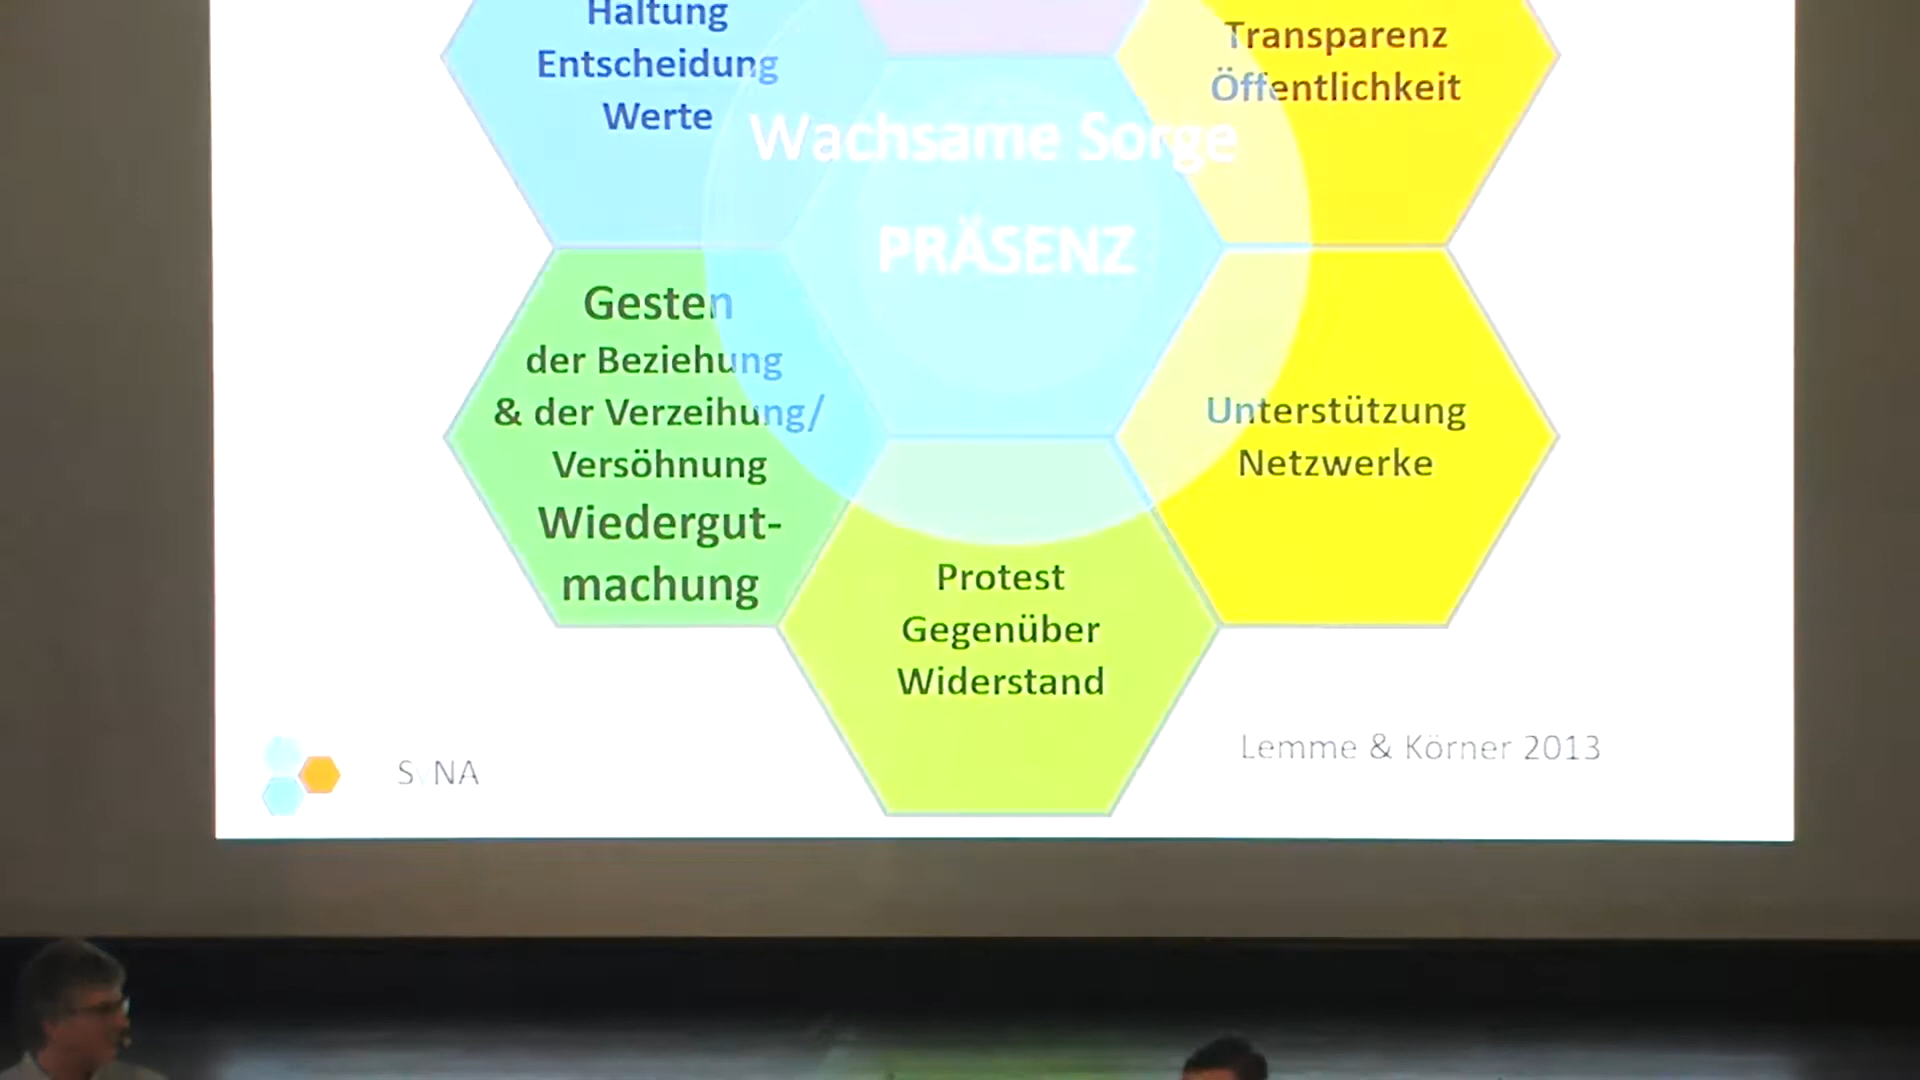 Haltung
Entscheidung
Werte
Transparenz
Öffentlichkeit
Wachsame Sorge
PRÄSENZ
Gesten
der Beziehung
& der Verzeihung/
Versöhnung
Wiedergut-
machung
Unterstützung
Netzwerke
Protest
Gegenüber
Widerstand
SyNA
Lemme & Körner 2013